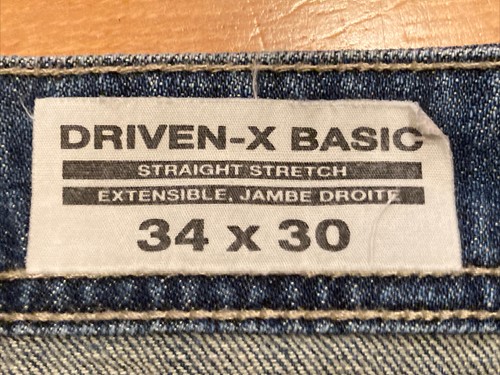 DRIVEN-X BASIC
STRAIGHT STRETCH
EXTENSIBLE, JAMBE DROITE
34 x 30